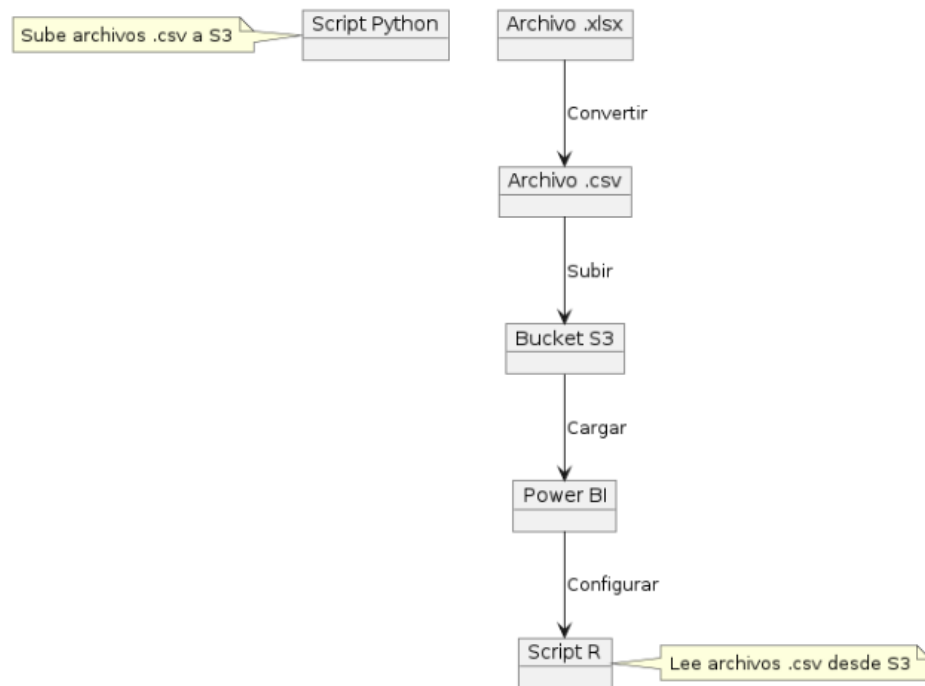 Sube archivos .csv a S3
Script Python
Archivo .xlsx
Convertir
Archivo .csv
Subir
Bucket S3
Cargar
Power BI
Configurar
Script R
Lee archivos .csv desde S3